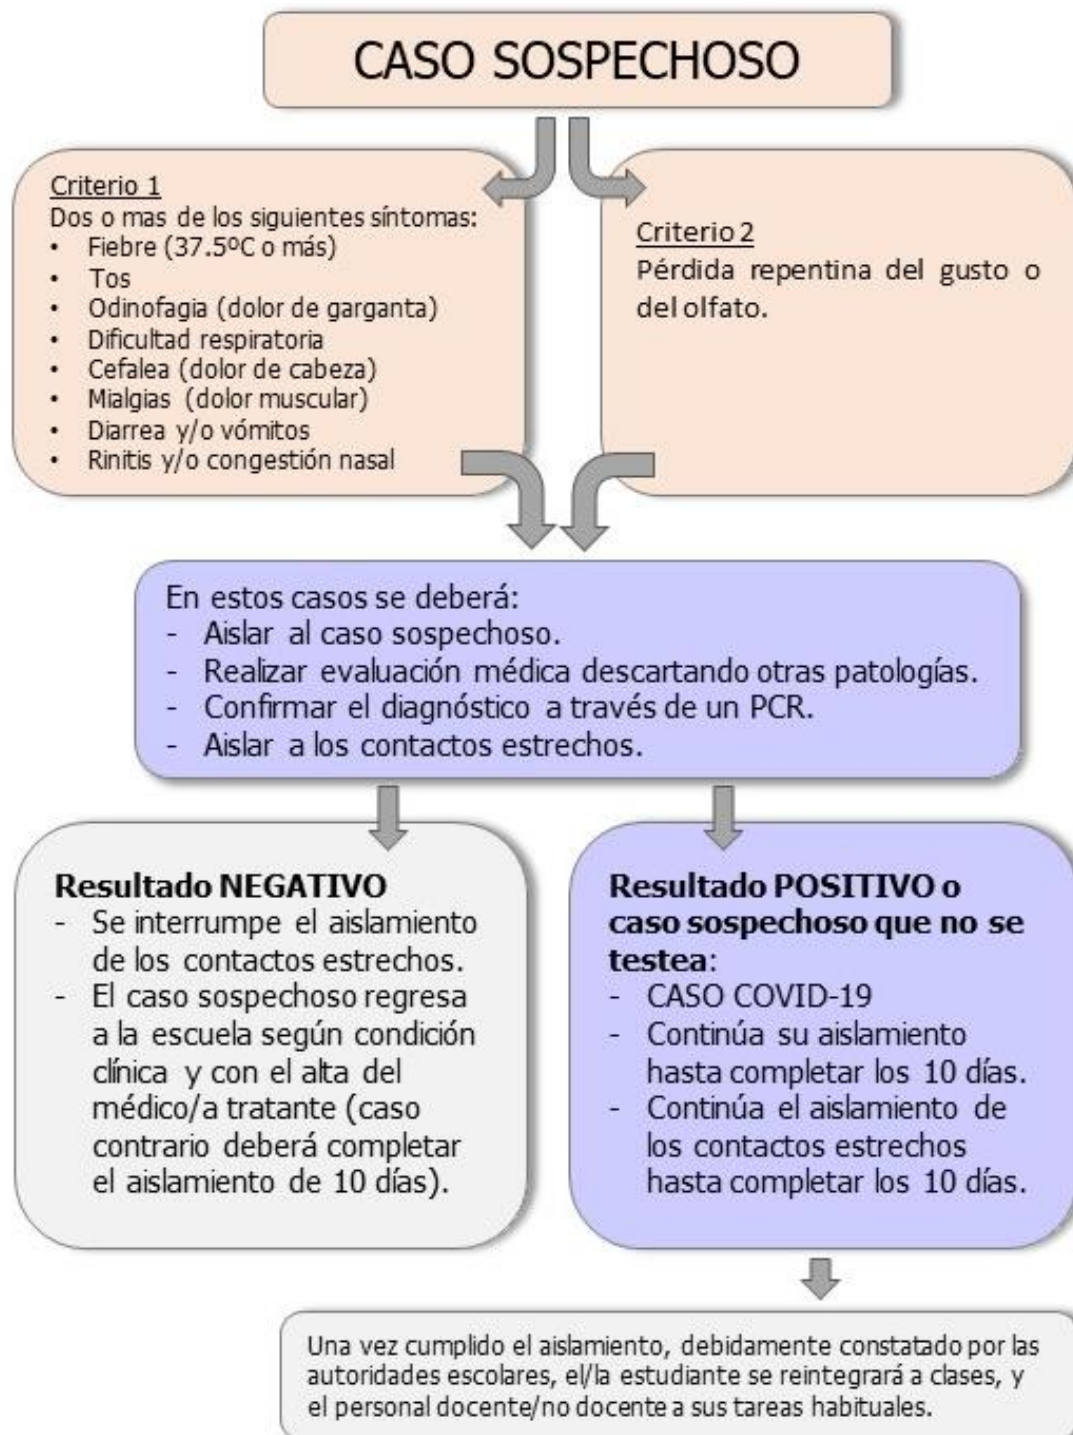 CASO SOSPECHOSO
Criterio 1
Dos o mas de los siguientes síntomas:
• Fiebre (37.5ºC o más)
• Tos
• Odinofagia (dolor de garganta)
• Dificultad respiratoria
• Cefalea (dolor de cabeza)
• Mialgias (dolor muscular)
• Diarrea y/o vómitos
• Rinitis y/o congestión nasal
Criterio 2
Pérdida repentina del gusto o
del olfato.
En estos casos se deberá:
- Aislar al caso sospechoso.
- Realizar evaluación médica descartando otras patologías.
- Confirmar el diagnóstico a través de un PCR.
- Aislar a los contactos estrechos.
Resultado NEGATIVO
- Se interrumpe el aislamiento
de los contactos estrechos.
- El caso sospechoso regresa
a la escuela según condición
clínica y con el alta del
médico/a tratante (caso
contrario deberá completar
el aislamiento de 10 días).
Resultado POSITIVO o
caso sospechoso que no se
testea:
- CASO COVID-19
- Continúa su aislamiento
hasta completar los 10 días.
- Continúa el aislamiento de
los contactos estrechos
hasta completar los 10 días.
Una vez cumplido el aislamiento, debidamente constatado por las
autoridades escolares, el/la estudiante se reintegrará a clases, y
el personal docente/no docente a sus tareas habituales.